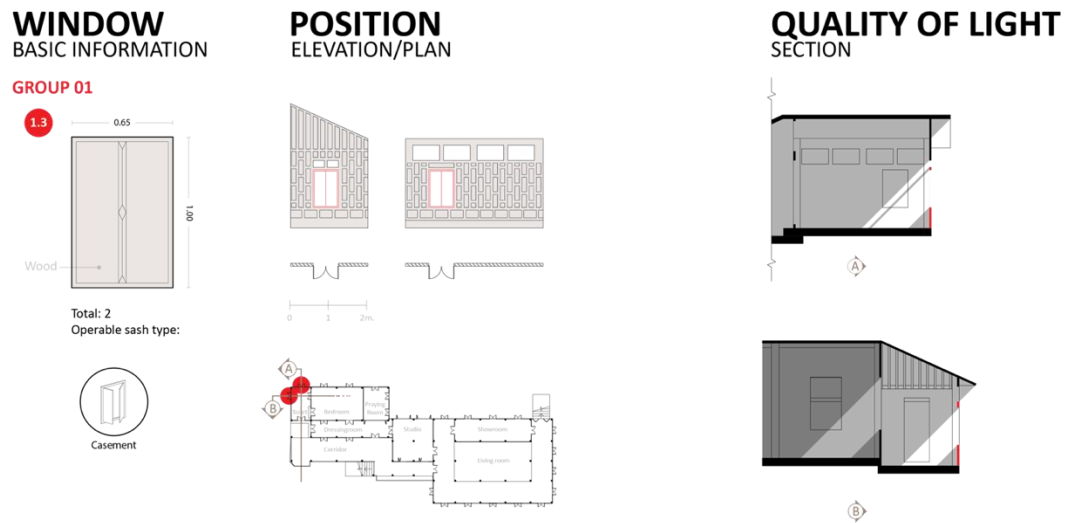 WINDOW
BASIC INFORMATION
GROUP 01
1.3
0.65
1.00
Wood
Total: 2
Operable sash type:
Casement
POSITION
ELEVATION/PLAN
0 1 2m.
A
B
Bedroom
Praying
Room
Dressingroom
Corridor
Studio
Showroom
Living room
QUALITY OF LIGHT
SECTION
A
B